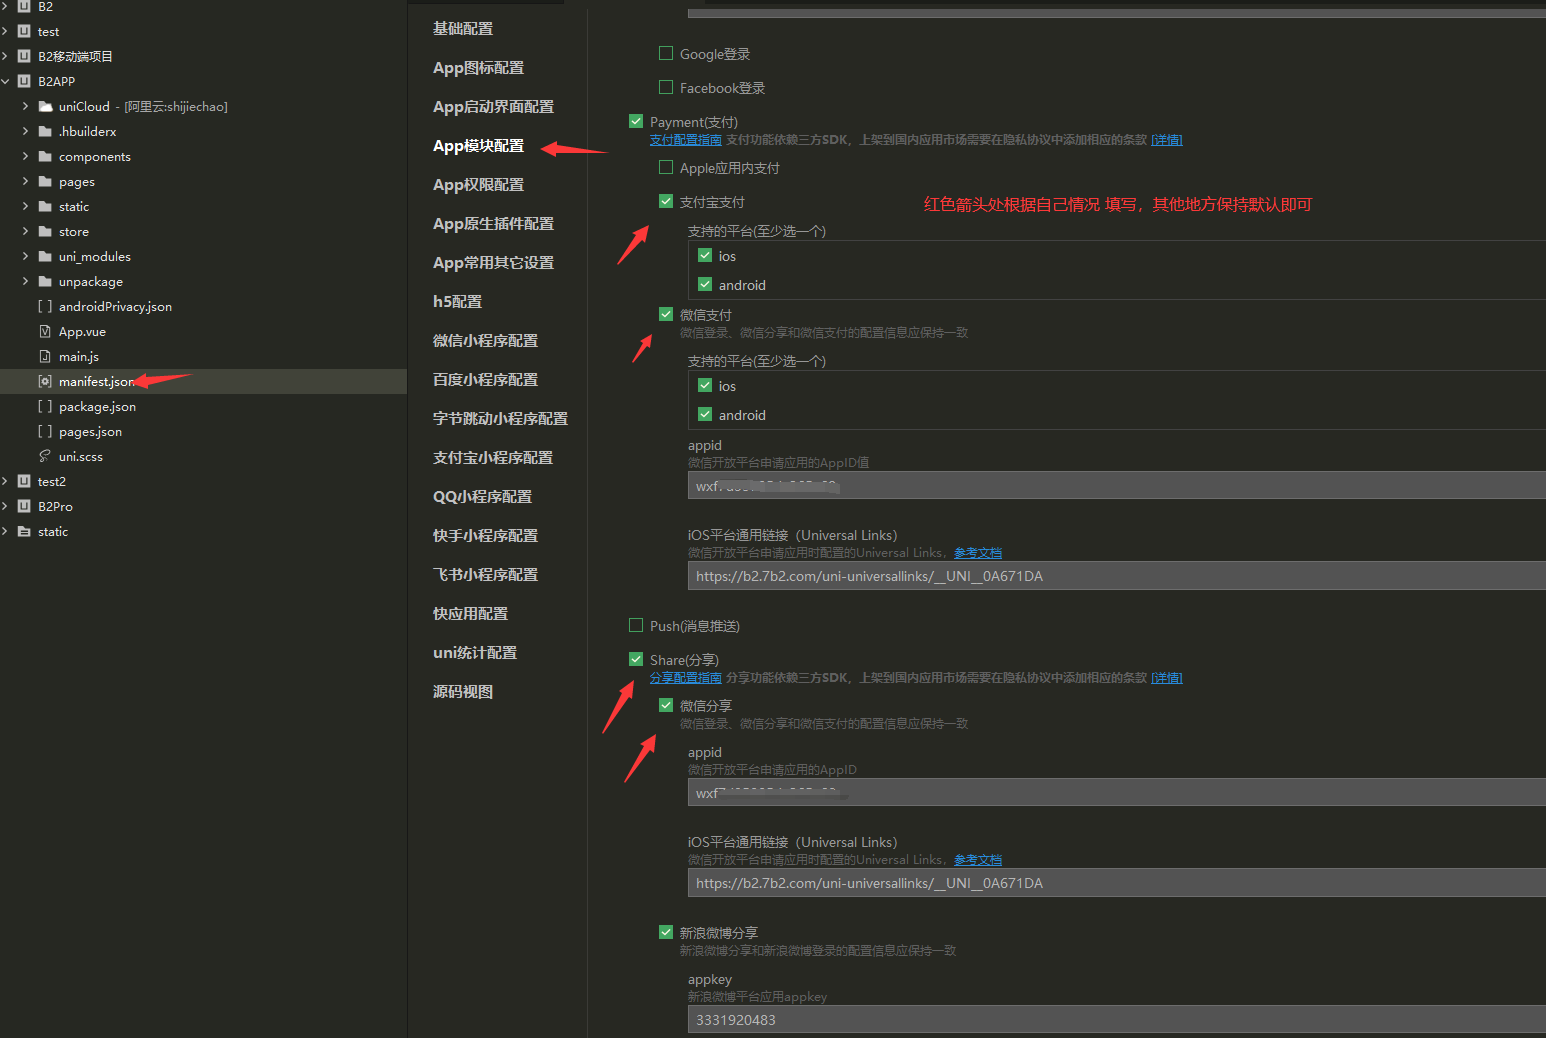 B2
test
B2移动端项目
B2APP
uniCloud - [阿里云:shijiechao]
.hbuilderx
components
pages
static
store
uni_modules
unpackage
androidPrivacy.json
App.vue
main.js
manifest.json
package.json
pages.json
uni.scss
test2
B2Pro
static
基础配置
App图标配置
App启动界面配置
App模块配置
App权限配置
App原生插件配置
App常用其它设置
h5配置
微信小程序配置
百度小程序配置
字节跳动小程序配置
支付宝小程序配置
QQ小程序配置
快手小程序配置
飞书小程序配置
快应用配置
uni统计配置
源码视图
Google登录
Facebook登录
Payment(支付)
支付配置指南 支付功能依赖三方SDK，上架到国内应用市场需要在隐私协议中添加相应的条款 [详情]
Apple应用内支付
支付宝支付
红色箭头处根据自己情况 填写，其他地方保持默认即可
支持的平台(至少选一个)
ios
android
微信支付
微信登录、微信分享和微信支付的配置信息应保持一致
支持的平台(至少选一个)
ios
android
appid
微信开放平台申请应用的AppID值
wxf
iOS平台通用链接（Universal Links）
微信开放平台申请应用时配置的Universal Links，参考文档
https://b2.7b2.com/uni-universallinks/__UNI__0A671DA
Push(消息推送)
Share(分享)
分享配置指南 分享功能依赖三方SDK，上架到国内应用市场需要在隐私协议中添加相应的条款 [详情]
微信分享
微信登录、微信分享和微信支付的配置信息应保持一致
appid
微信开放平台申请应用的AppID
wxf
iOS平台通用链接（Universal Links）
微信开放平台申请应用时配置的Universal Links，参考文档
https://b2.7b2.com/uni-universallinks/__UNI__0A671DA
新浪微博分享
新浪微博分享和新浪微博登录的配置信息应保持一致
appkey
新浪微博平台应用appkey
3331920483